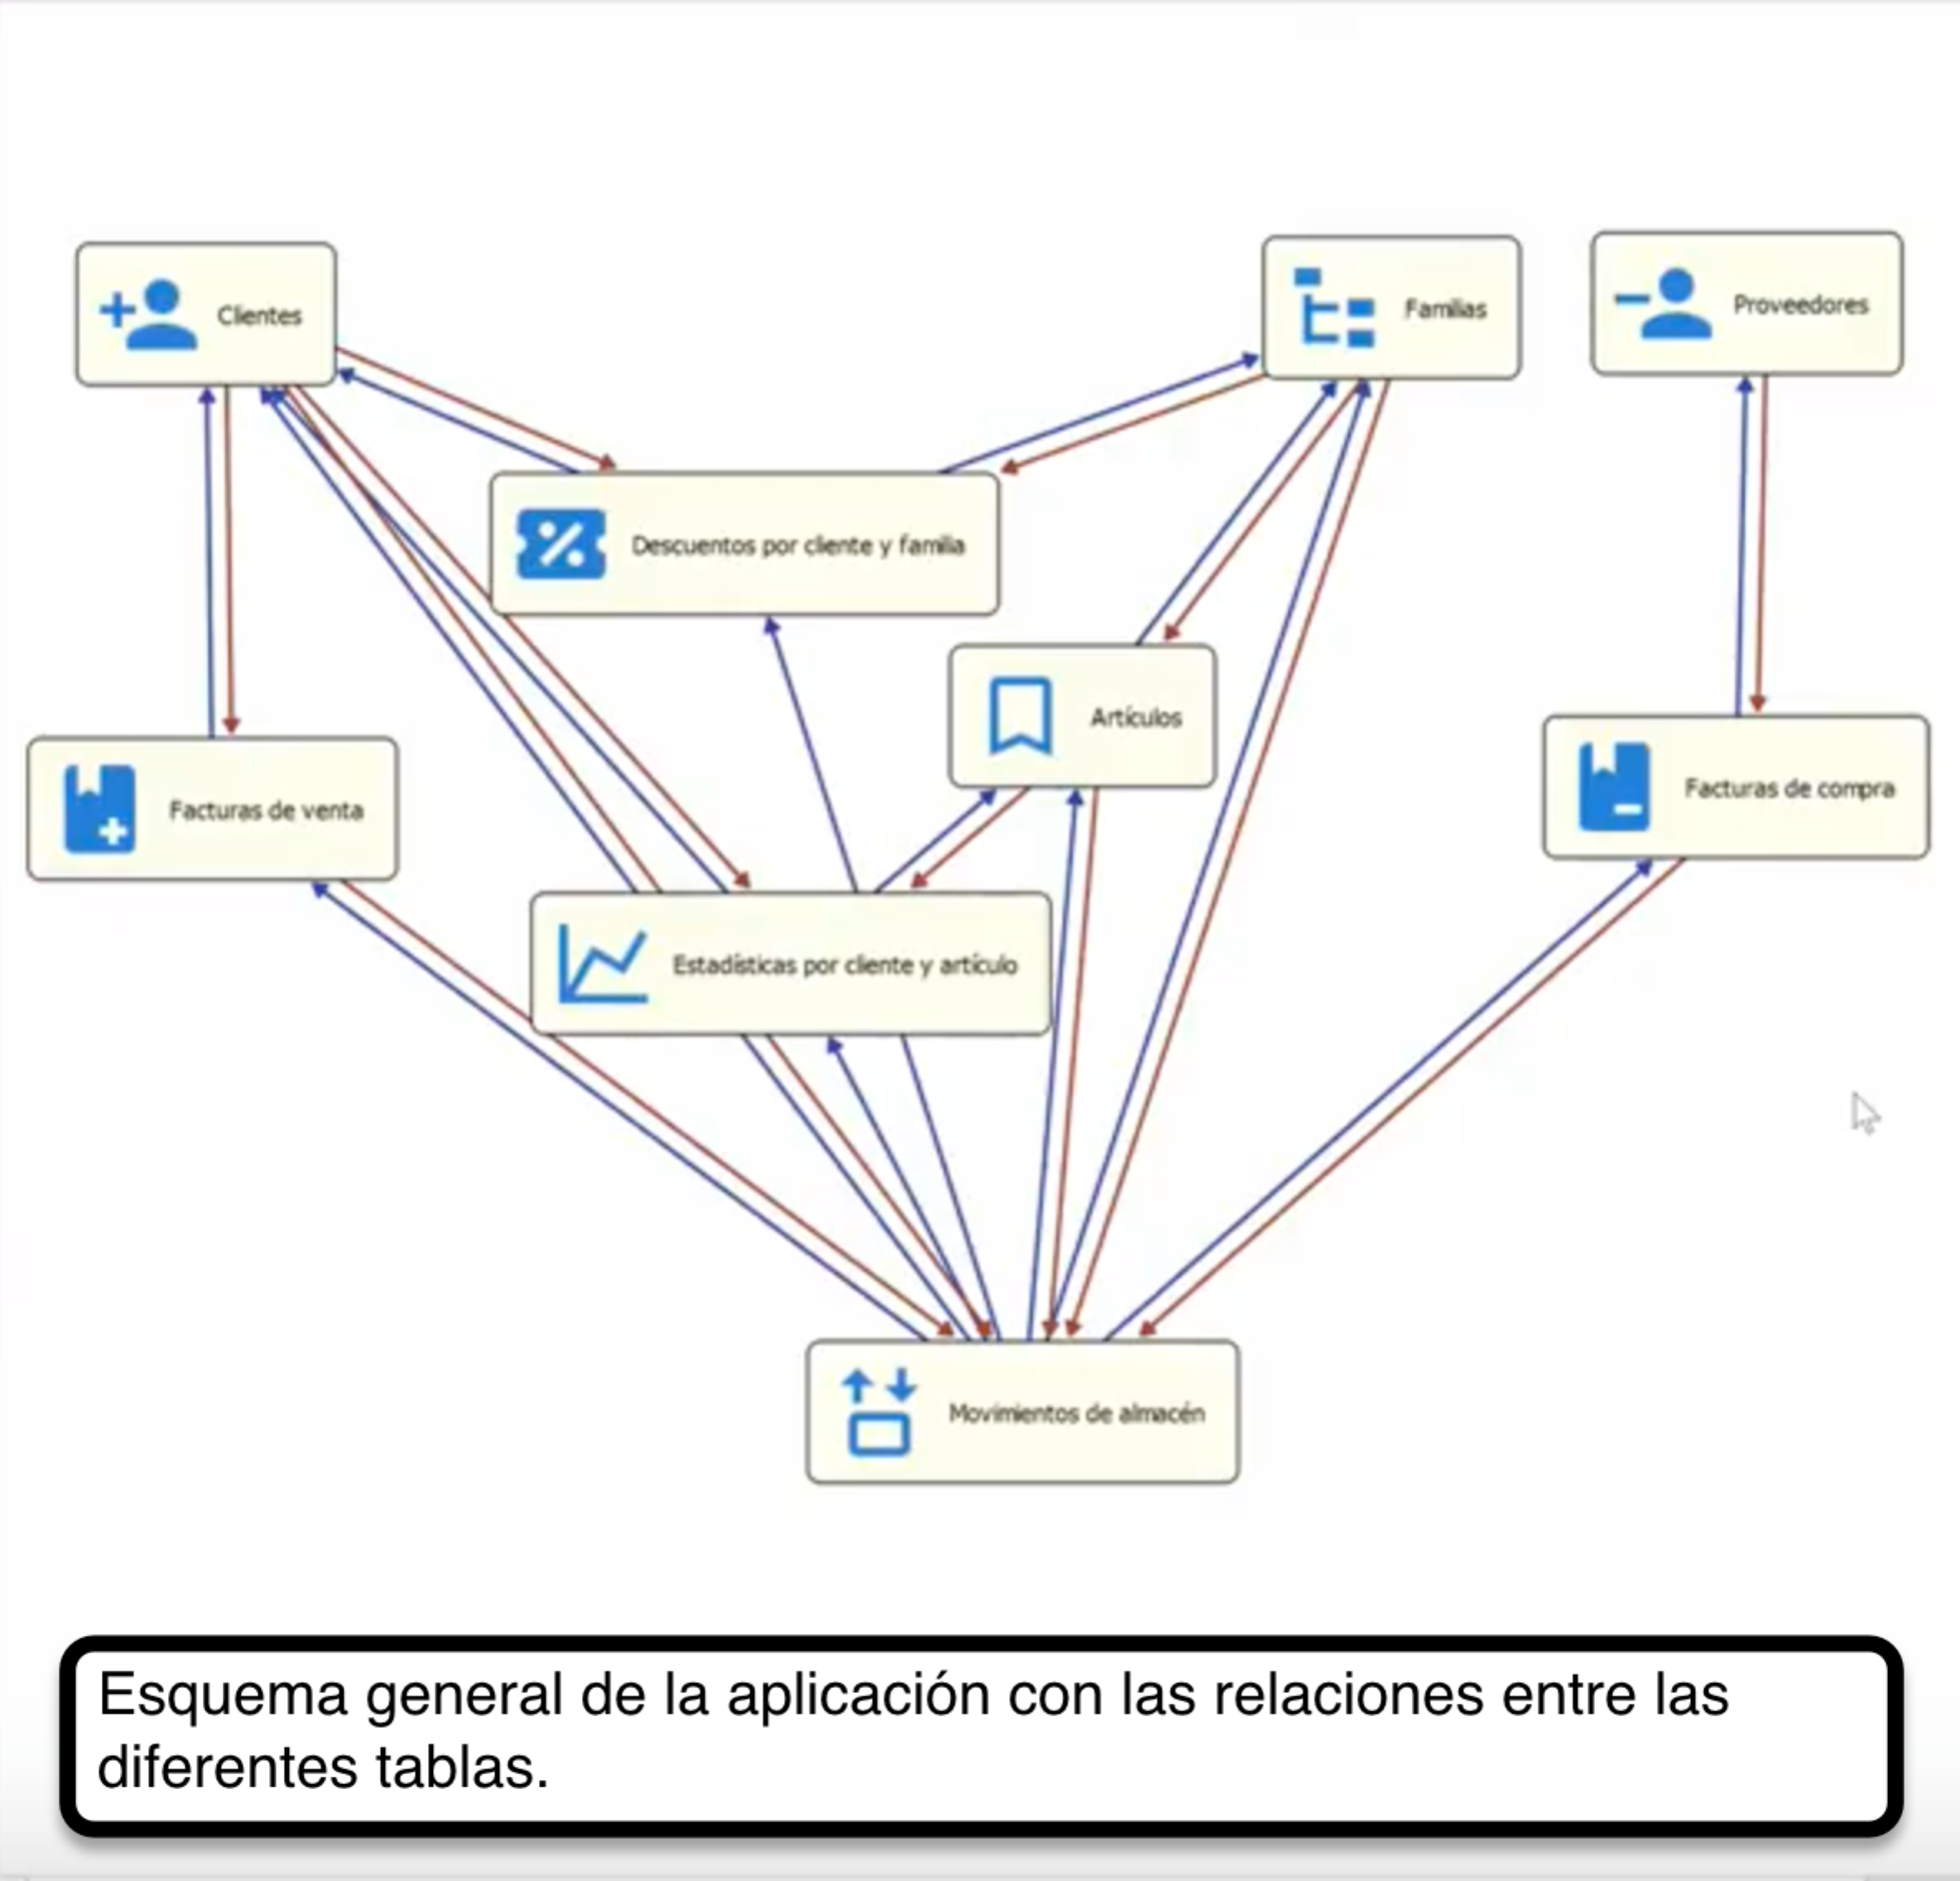 Clientes
Familias
Proveedores
Descuentos por cliente y familia
Artículos
Facturas de venta
Facturas de compra
Estadísticas por cliente y artículo
Movimientos de almacén
Esquema general de la aplicación con las relaciones entre las
diferentes tablas.